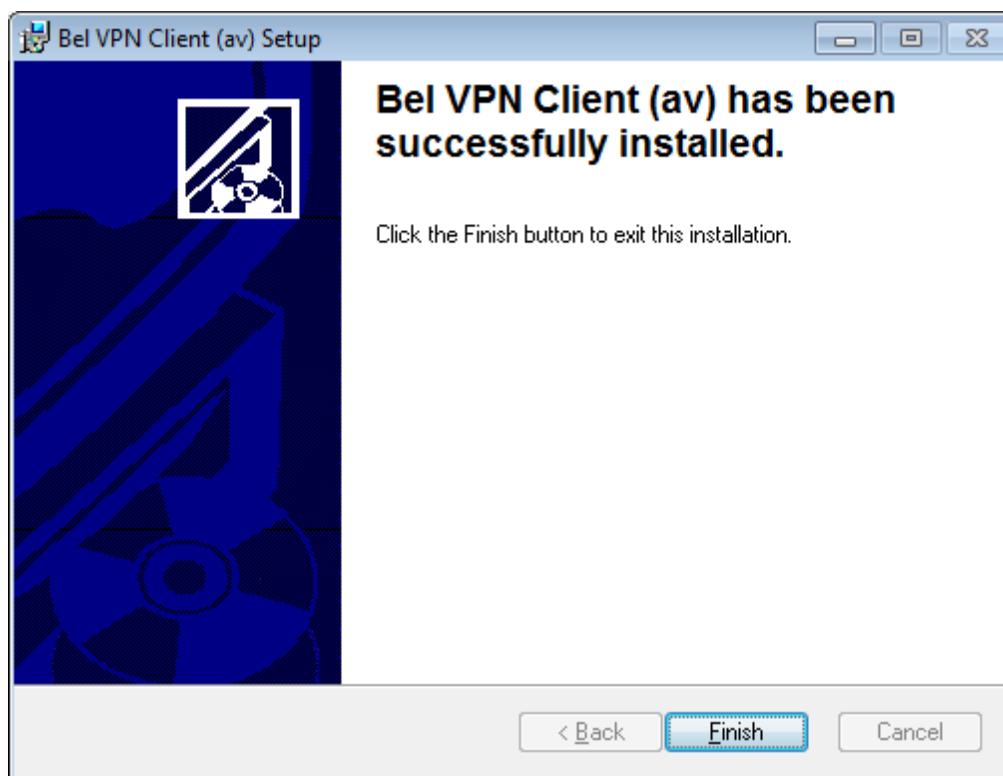 Bel VPN Client (av) Setup
Bel VPN Client (av) has been
successfully installed.
Click the Finish button to exit this installation.
< Back
Finish
Cancel